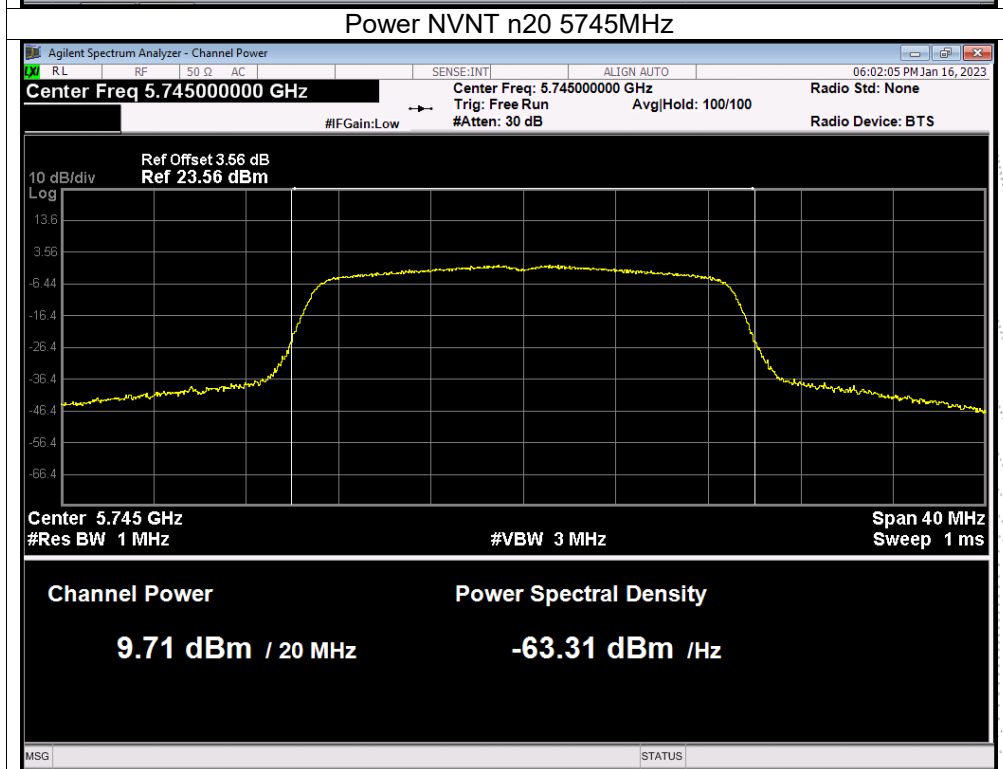 Power NVNT n20 5745MHz
Agilent Spectrum Analyzer - Channel Power
LXI RL RF 50 Ω AC SENSE:INT ALIGN AUTO 06:02:05 PM Jan 16, 2023
Center Freq 5.745000000 GHz Center Freq: 5.745000000 GHz Radio Std: None
Trig: Free Run Avg|Hold: 100/100
#IFGain:Low #Atten: 30 dB Radio Device: BTS
Ref Offset 3.56 dB
10 dB/div Ref 23.56 dBm
Log
13.6
3.56
-6.44
-16.4
-26.4
-36.4
-46.4
-56.4
-66.4
Center 5.745 GHz Span 40 MHz
#Res BW 1 MHz #VBW 3 MHz Sweep 1 ms
Channel Power Power Spectral Density
9.71 dBm / 20 MHz -63.31 dBm /Hz
MSG STATUS